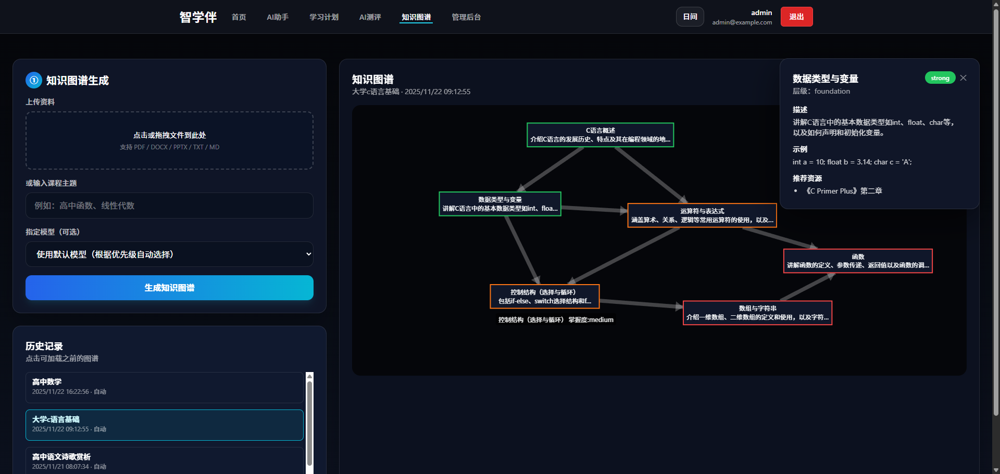 智学伴
首页
AI助手
学习计划
AI测评
知识图谱
管理后台
日间
admin
admin@example.com
退出
① 知识图谱生成
上传资料
点击或拖拽文件到此处
支持 PDF / DOCX / PPTX / TXT / MD
或输入课程主题
例如：高中函数、线性代数
指定模型（可选）
使用默认模型（根据优先级自动选择）
生成知识图谱
历史记录
点击可加载之前的图谱
高中数学
2025/11/22 16:22:56 · 自动
大学c语言基础
2025/11/22 09:12:55 · 自动
高中语文诗歌赏析
2025/11/21 08:07:34 · 自动
知识图谱
大学c语言基础 · 2025/11/22 09:12:55
C语言概述
介绍C语言的发展历史、特点及其在编程领域的地...
数据类型与变量
讲解C语言中的基本数据类型如int、floa...
运算符与表达式
涵盖算术、关系、逻辑等常用运算符的使用，以及...
函数
讲解函数的定义、参数传递、返回值以及函数的调...
控制结构（选择与循环）
包括if-else、switch选择结构和f...
控制结构（选择与循环） 掌握度:medium
数组与字符串
介绍一维数组、二维数组的定义和使用，以及字符...
数据类型与变量
strong
层级：foundation
描述
讲解C语言中的基本数据类型如int、float、char等，
以及如何声明和初始化变量。
示例
int a = 10; float b = 3.14; char c = 'A';
推荐资源
• 《C Primer Plus》第二章